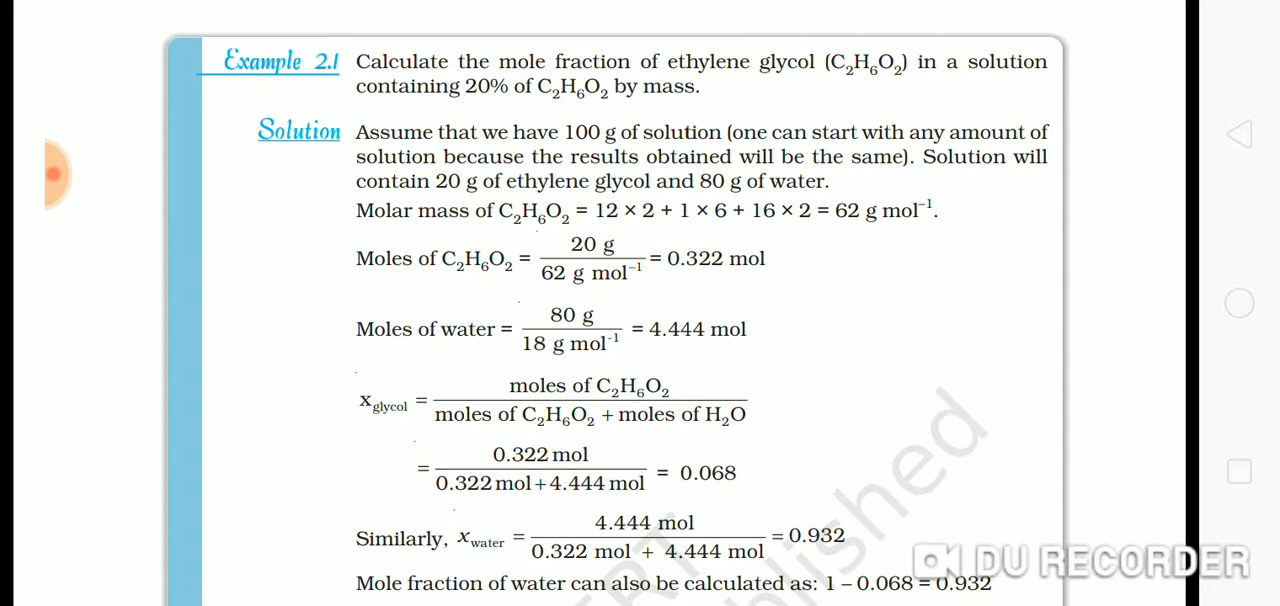 Example 2.1 Calculate the mole fraction of ethylene glycol (C₂H₆O₂) in a solution
containing 20% of C₂H₆O₂ by mass.
Solution Assume that we have 100 g of solution (one can start with any amount of
solution because the results obtained will be the same). Solution will
contain 20 g of ethylene glycol and 80 g of water.
Molar mass of C₂H₆O₂ = 12 × 2 + 1 × 6 + 16 × 2 = 62 g mol⁻¹.
Moles of C₂H₆O₂ = 20 g / 62 g mol⁻¹ = 0.322 mol
Moles of water = 80 g / 18 g mol⁻¹ = 4.444 mol
x_glycol = moles of C₂H₆O₂ / moles of C₂H₆O₂ + moles of H₂O
= 0.322 mol / 0.322 mol + 4.444 mol = 0.068
Similarly, x_water = 4.444 mol / 0.322 mol + 4.444 mol = 0.932
Mole fraction of water can also be calculated as: 1 – 0.068 = 0.932
DU RECORDER